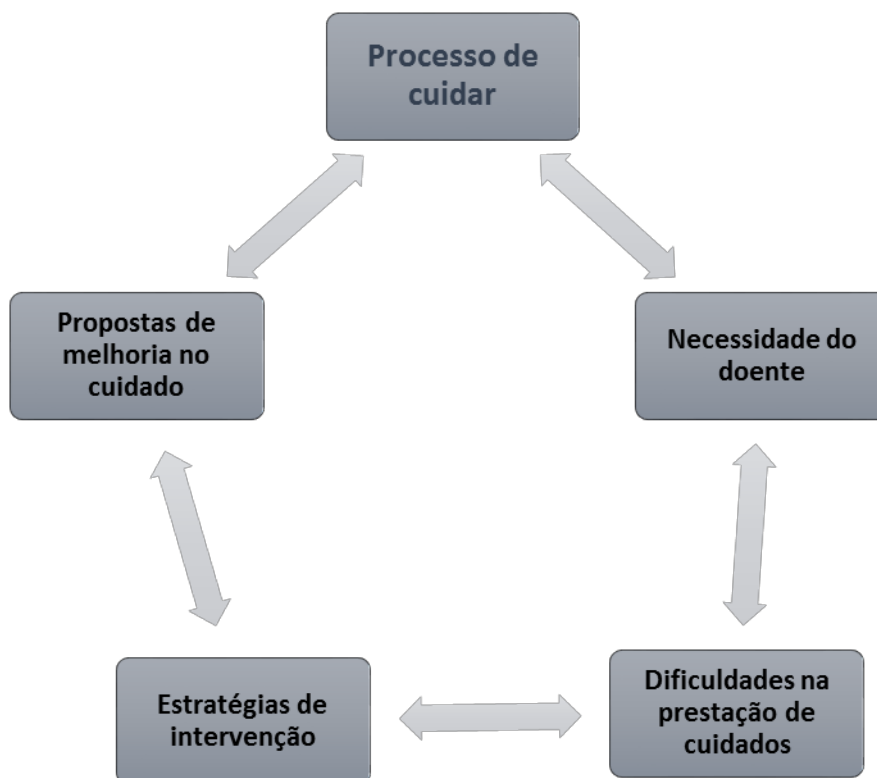 Processo de
cuidar
Propostas de
melhoria no
cuidado
Necessidade do
doente
Estratégias de
intervenção
Dificuldades na
prestação de
cuidados